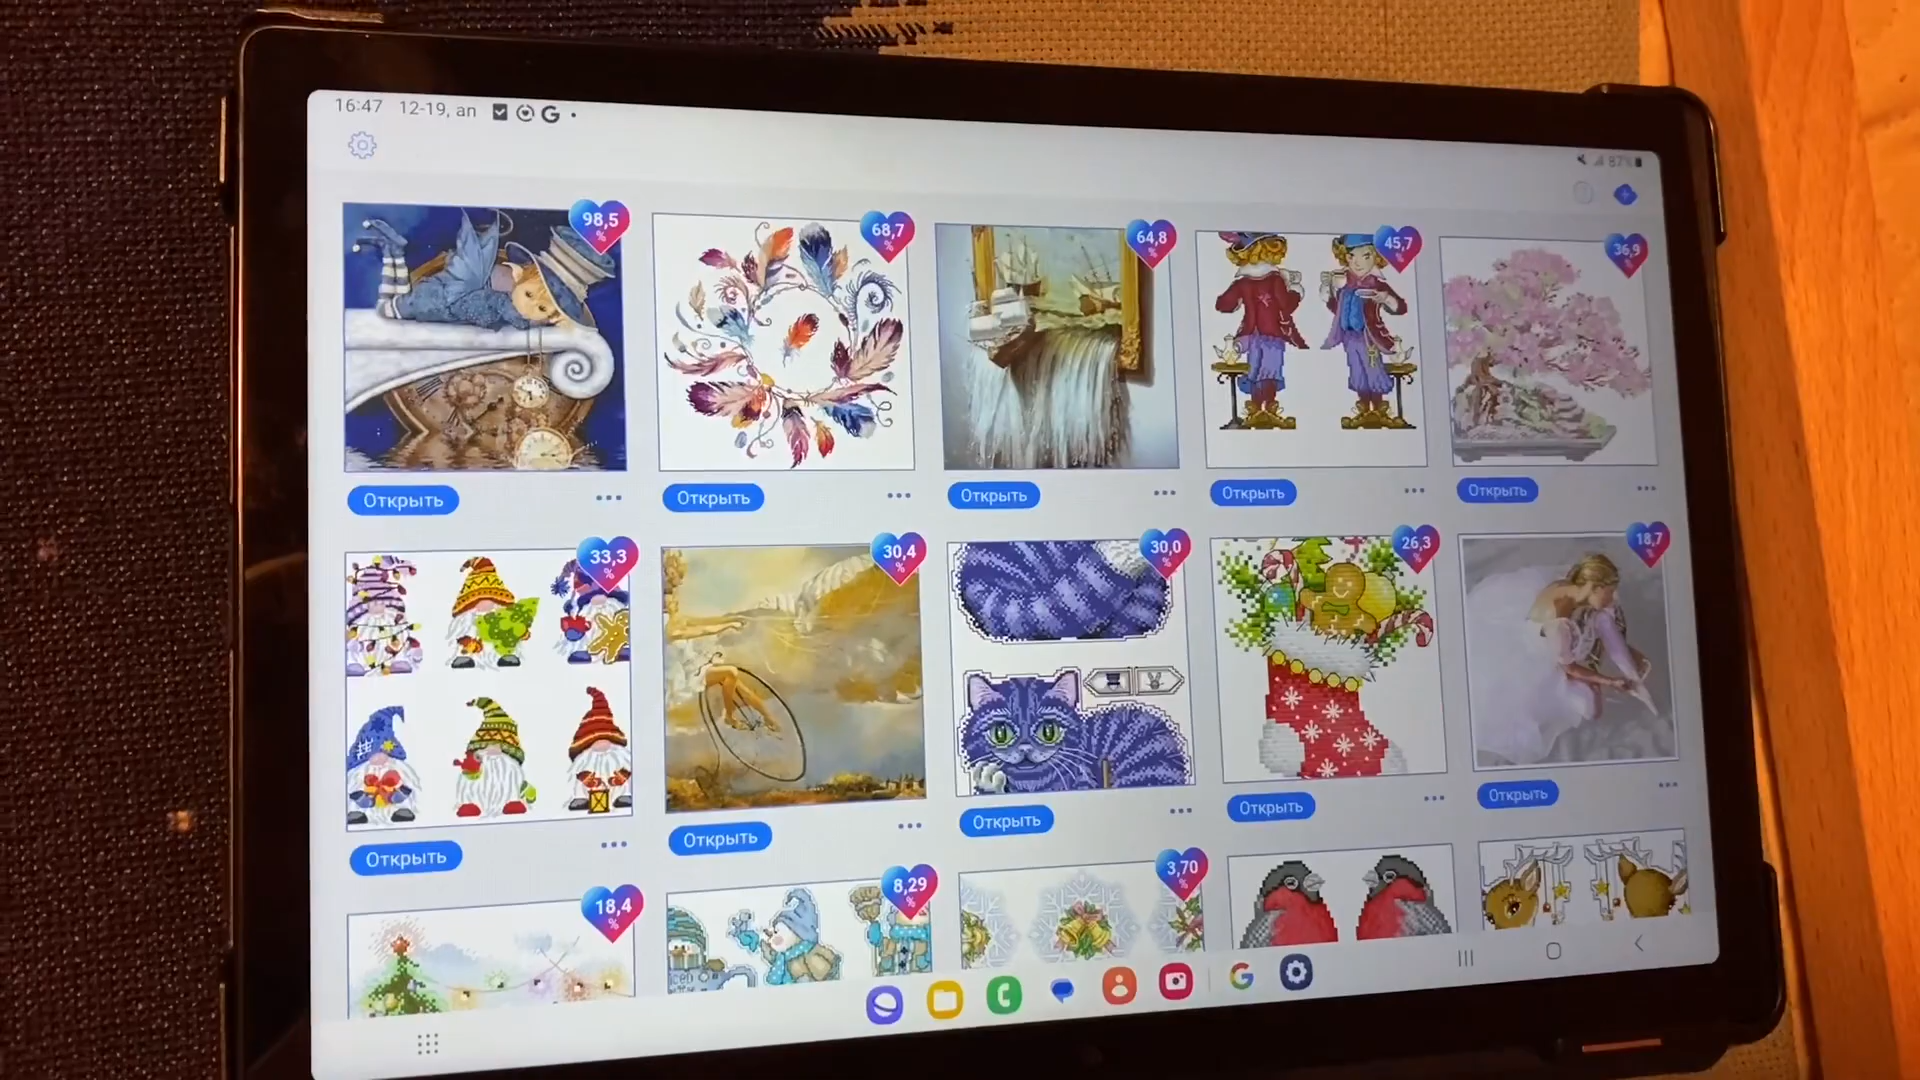 16:47 12-19, an
87%
98,5 %
68,7 %
64,8 %
45,7 %
36,9 %
Открыть
Открыть
Открыть
Открыть
Открыть
33,3 %
30,4 %
30,0 %
26,3 %
18,7 %
Открыть
Открыть
Открыть
Открыть
Открыть
18,4 %
8,29 %
3,70 %